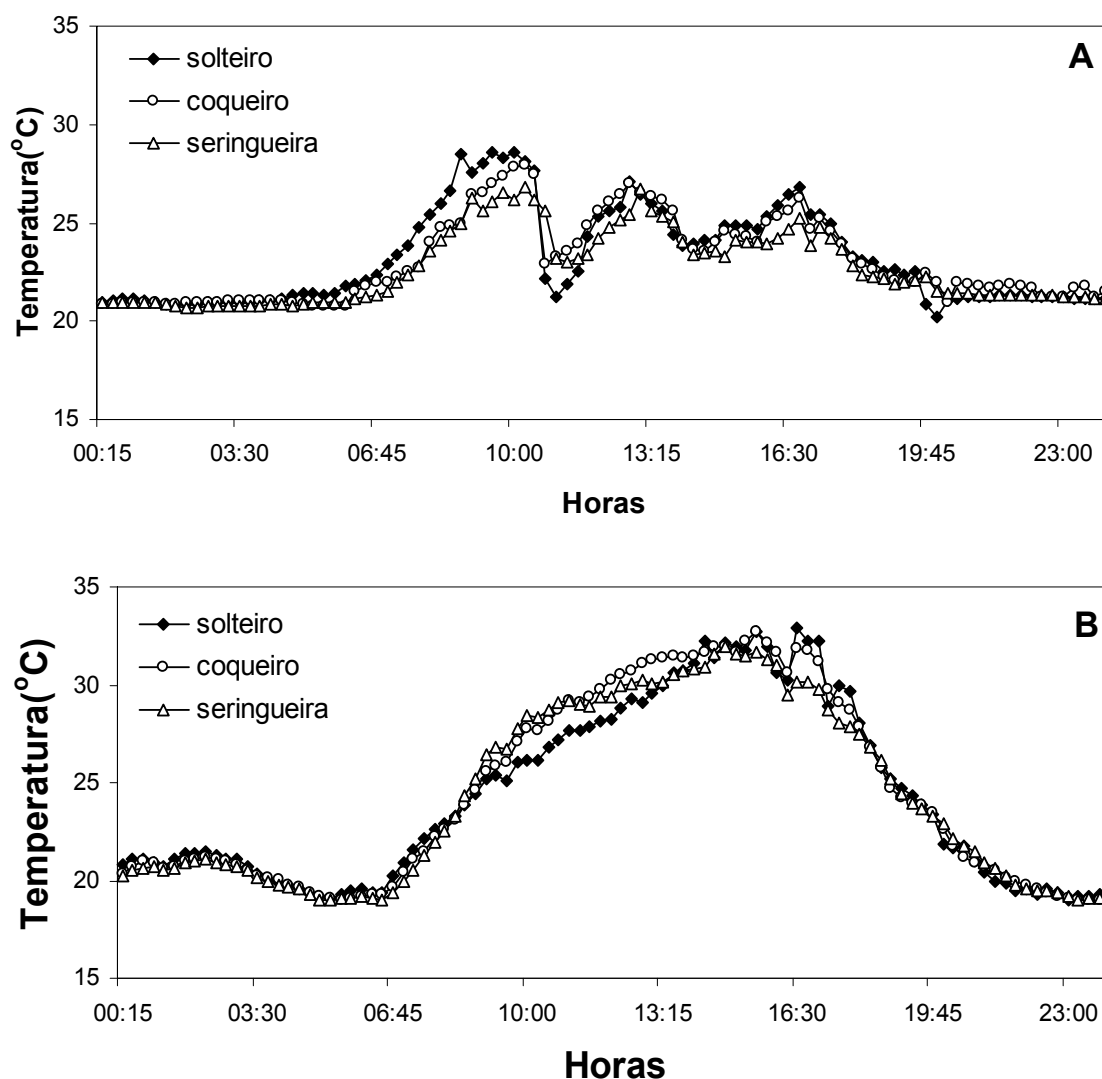 35
A
solteiro
coqueiro
seringueira
30
25
20
15
Temperatura(°C)
00:15 03:30 06:45 10:00 13:15 16:30 19:45 23:00
Horas
35
B
solteiro
coqueiro
seringueira
30
25
20
15
Temperatura(°C)
00:15 03:30 06:45 10:00 13:15 16:30 19:45 23:00
Horas